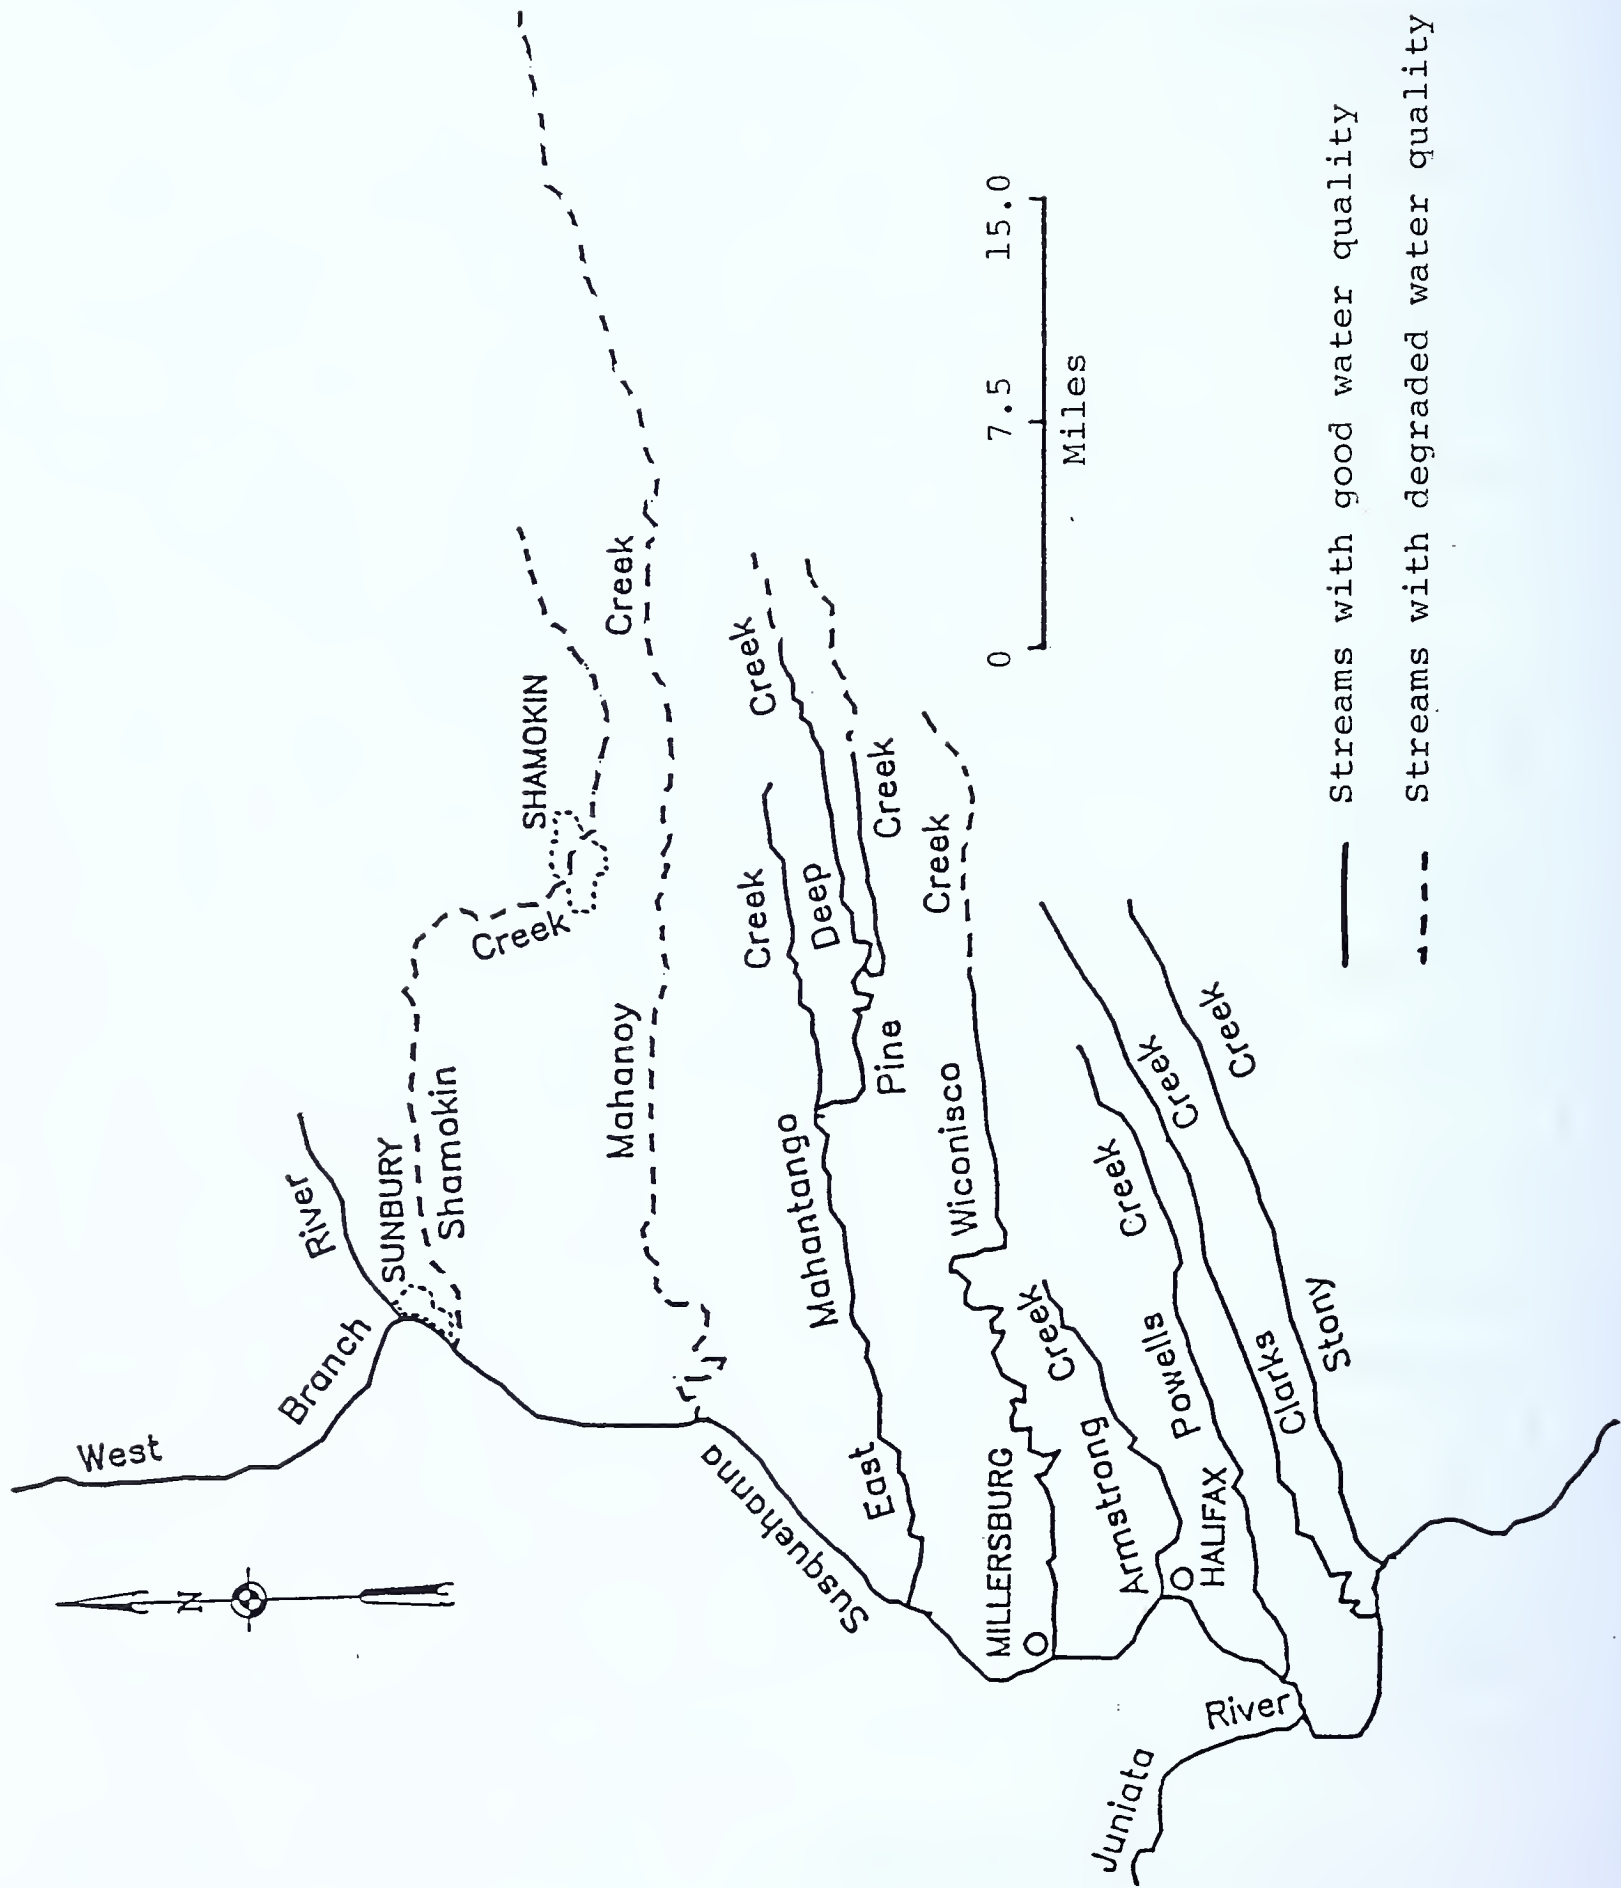 West
Branch
River
SUNBURY
Shamokin
Creek
SHAMOKIN
Mahanoy
Creek
Susquehanna
East
Mahantango
Creek
Deep
Creek
Pine
Creek
MILLERSBURG
Wiconisco
Creek
Armstrong
Creek
HALIFAX
Powells
Creek
Clarks
Creek
Stony
Creek
Juniata
River
N
0 7.5 15.0
Miles
Streams with good water quality
Streams with degraded water quality